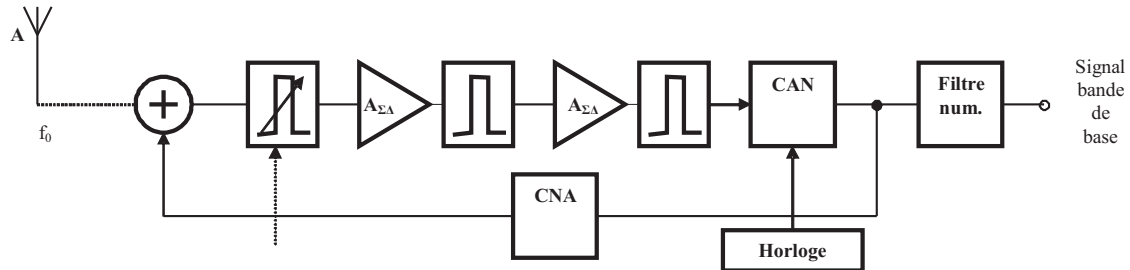 A
f0
AΣΔ
AΣΔ
CAN
Filtre
num.
Signal
bande
de
base
CNA
Horloge